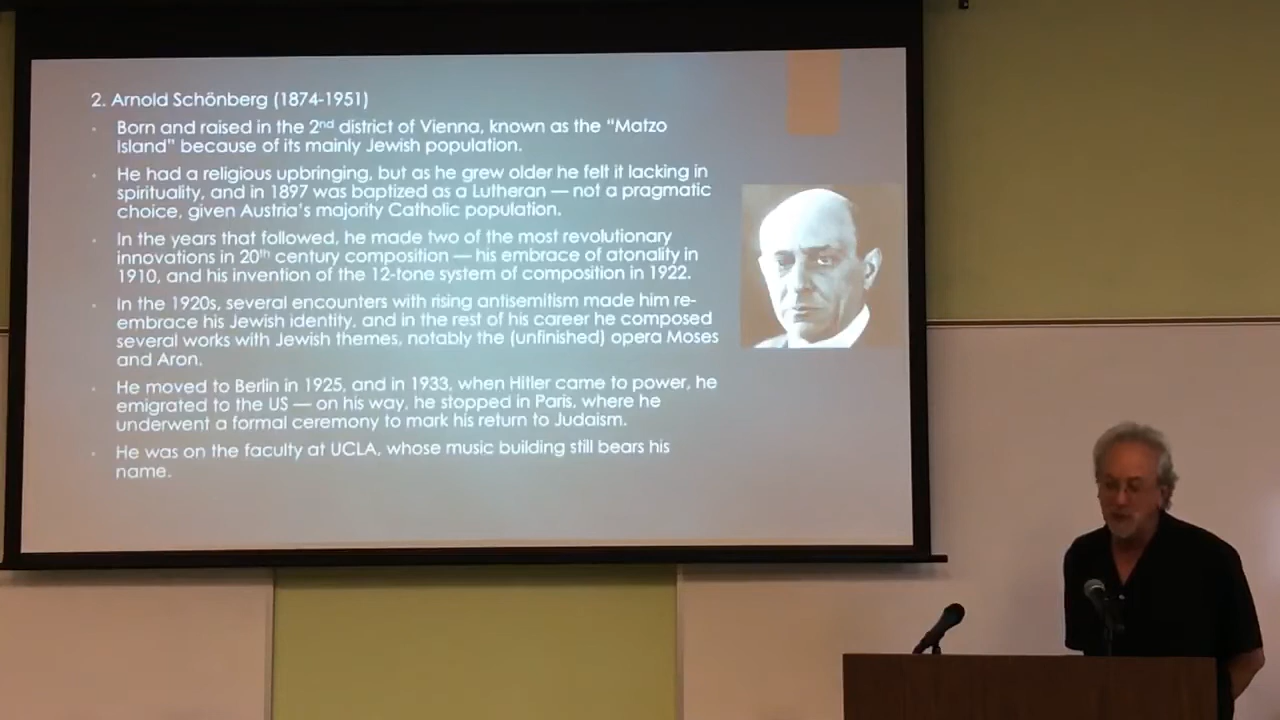 2. Arnold Schönberg (1874-1951)
Born and raised in the 2nd district of Vienna, known as the “Matzo
Island” because of its mainly Jewish population.
He had a religious upbringing, but as he grew older he felt it lacking in
spirituality, and in 1897 was baptized as a Lutheran — not a pragmatic
choice, given Austria’s majority Catholic population.
In the years that followed, he made two of the most revolutionary
innovations in 20th century composition — his embrace of atonality in
1910, and his invention of the 12-tone system of composition in 1922.
In the 1920s, several encounters with rising antisemitism made him re-
embrace his Jewish identity, and in the rest of his career he composed
several works with Jewish themes, notably the (unfinished) opera Moses
and Aron.
He moved to Berlin in 1925, and in 1933, when Hitler came to power, he
emigrated to the US — on his way, he stopped in Paris, where he
underwent a formal ceremony to mark his return to Judaism.
He was on the faculty at UCLA, whose music building still bears his
name.